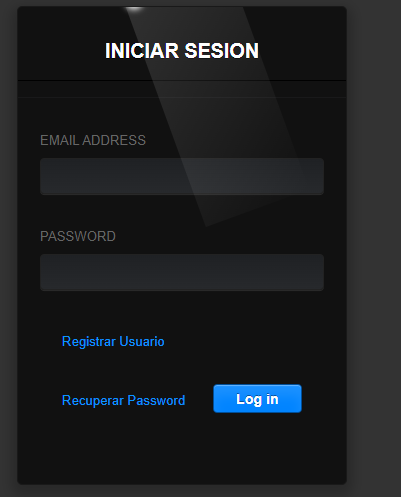 INICIAR SESION
EMAIL ADDRESS
PASSWORD
Registrar Usuario
Recuperar Password Log in